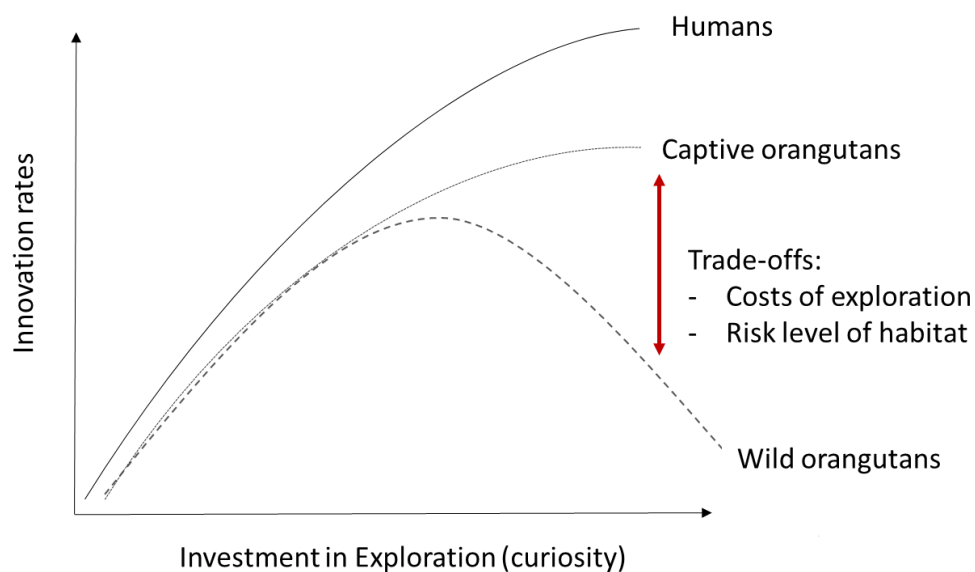 Humans
Captive orangutans
Innovation rates
Trade-offs:
- Costs of exploration
- Risk level of habitat
Wild orangutans
Investment in Exploration (curiosity)